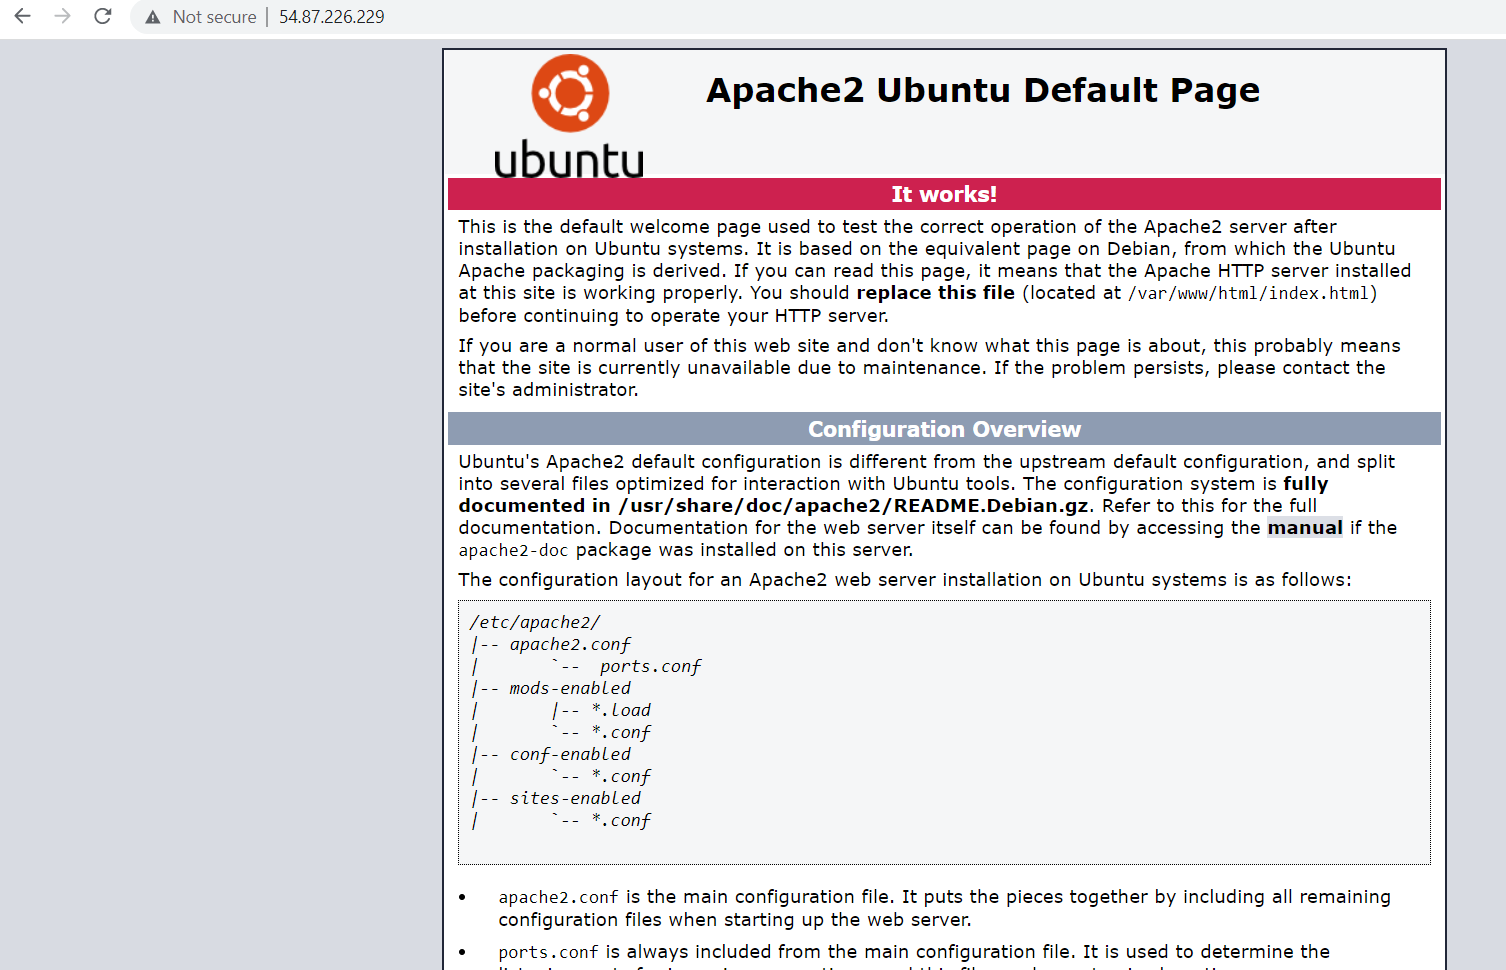 Not secure | 54.87.226.229
ubuntu
Apache2 Ubuntu Default Page
It works!
This is the default welcome page used to test the correct operation of the Apache2 server after
installation on Ubuntu systems. It is based on the equivalent page on Debian, from which the Ubuntu
Apache packaging is derived. If you can read this page, it means that the Apache HTTP server installed
at this site is working properly. You should replace this file (located at /var/www/html/index.html)
before continuing to operate your HTTP server.
If you are a normal user of this web site and don't know what this page is about, this probably means
that the site is currently unavailable due to maintenance. If the problem persists, please contact the
site's administrator.
Configuration Overview
Ubuntu's Apache2 default configuration is different from the upstream default configuration, and split
into several files optimized for interaction with Ubuntu tools. The configuration system is fully
documented in /usr/share/doc/apache2/README.Debian.gz. Refer to this for the full
documentation. Documentation for the web server itself can be found by accessing the manual if the
apache2-doc package was installed on this server.
The configuration layout for an Apache2 web server installation on Ubuntu systems is as follows:
/etc/apache2/
|-- apache2.conf
|       `--  ports.conf
|-- mods-enabled
|       |-- *.load
|       `-- *.conf
|-- conf-enabled
|       `-- *.conf
|-- sites-enabled
|       `-- *.conf
• apache2.conf is the main configuration file. It puts the pieces together by including all remaining
configuration files when starting up the web server.
• ports.conf is always included from the main configuration file. It is used to determine the